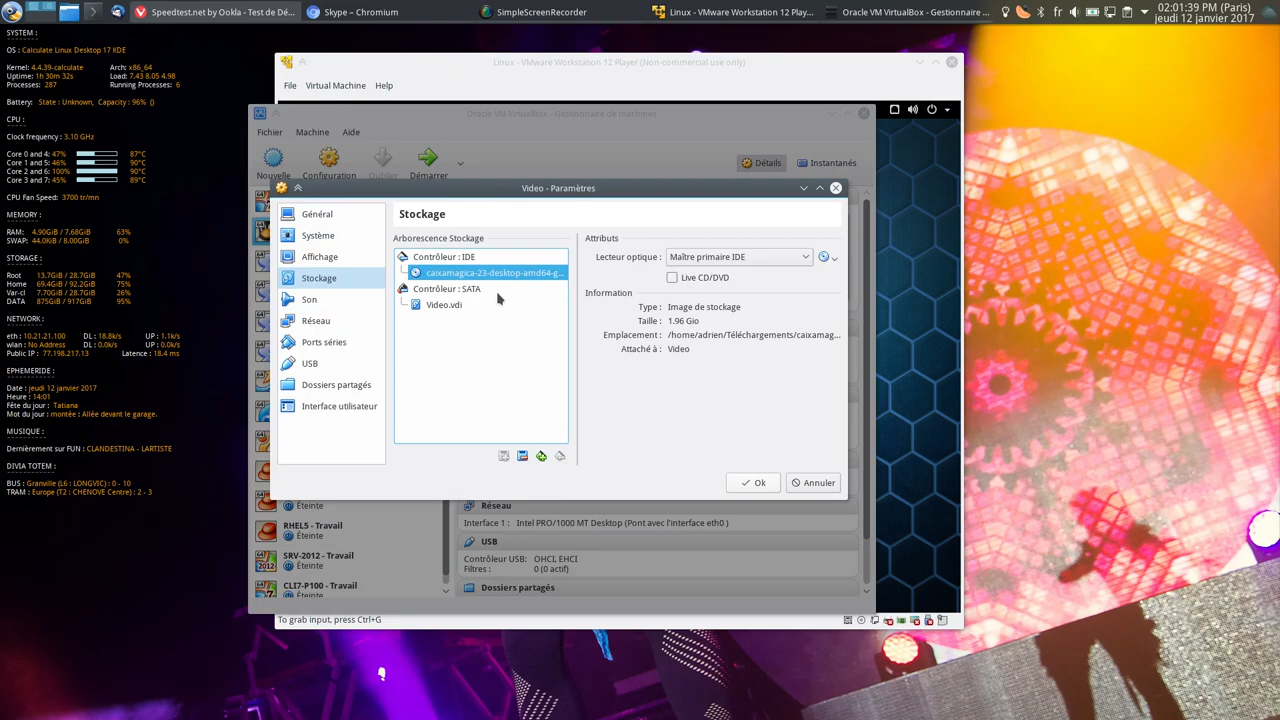 Speedtest.net by Ookla - Test de Dé...
Skype – Chromium
SimpleScreenRecorder
Linux - VMware Workstation 12 Play...
Oracle VM VirtualBox - Gestionnaire ...
fr
02:01:39 PM (Paris)
jeudi 12 janvier 2017
SYSTEM :
OS : Calculate Linux Desktop 17 KDE
Kernel: 4.4.39-calculate Arch: x86_64
Uptime: 1h 30m 32s Load: 7.43 8.05 4.98
Processes: 287 Running Processes: 6
Battery: State : Unknown, Capacity : 96% ()
CPU :
Clock frequency : 3.10 GHz
Core 0 and 4: 47% 87°C
Core 1 and 5: 46% 90°C
Core 2 and 6: 100% 90°C
Core 3 and 7: 45% 89°C
CPU Fan Speed: 3700 tr/mn
MEMORY :
RAM: 4.90GiB / 7.73GiB 63%
SWAP: 44.0KiB / 8.00GiB 0%
STORAGE :
Root 13.7GiB / 28.7GiB 47%
Home 69.4GiB / 92.2GiB 75%
Var-cl 7.70GiB / 28.7GiB 26%
DATA 875GiB / 917GiB 95%
NETWORK :
eth : 10.21.21.100 DL : 18.8k/s UP : 1.1k/s
wlan : No Address DL : 0.0k/s UP : 0.0k/s
Public IP : 77.198.217.13 Latence : 18.4 ms
EPHEMERIDE :
Date : jeudi 12 janvier 2017
Heure : 14:01
Fête du jour : Tatiana
Mot du jour : montée : Allée devant le garage.
MUSIQUE :
Dernièrement sur FUN : CLANDESTINA - LARTISTE
DIVIA TOTEM :
BUS : Granville (L6 : LONGVIC) : 0 - 10
TRAM : Europe (T2 : CHENOVE Centre) : 2 - 3
Linux - VMware Workstation 12 Player (Non-commercial use only)
File Virtual Machine Help
Oracle VM VirtualBox - Gestionnaire de machines
Fichier Machine Aide
Nouvelle Configuration Oublier Démarrer
Détails Instantanés
Video - Paramètres
Général
Système
Affichage
Stockage
Son
Réseau
Ports séries
USB
Dossiers partagés
Interface utilisateur
Stockage
Arborescence Stockage
Contrôleur : IDE
caixamagica-23-desktop-amd64-g...
Contrôleur : SATA
Video.vdi
Attributs
Lecteur optique : Maître primaire IDE
Live CD/DVD
Information
Type : Image de stockage
Taille : 1.96 Gio
Emplacement : /home/adrien/Téléchargements/caixamag...
Attaché à : Video
Ok Annuler
Éteinte
RHEL5 - Travail
Éteinte
SRV-2012 - Travail
Éteinte
CLI7-P100 - Travail
Éteinte
Réseau
Interface 1 : Intel PRO/1000 MT Desktop (Pont avec l'interface eth0 )
USB
Contrôleur USB: OHCI, EHCI
Filtres : 0 (0 actif)
Dossiers partagés
To grab input, press Ctrl+G